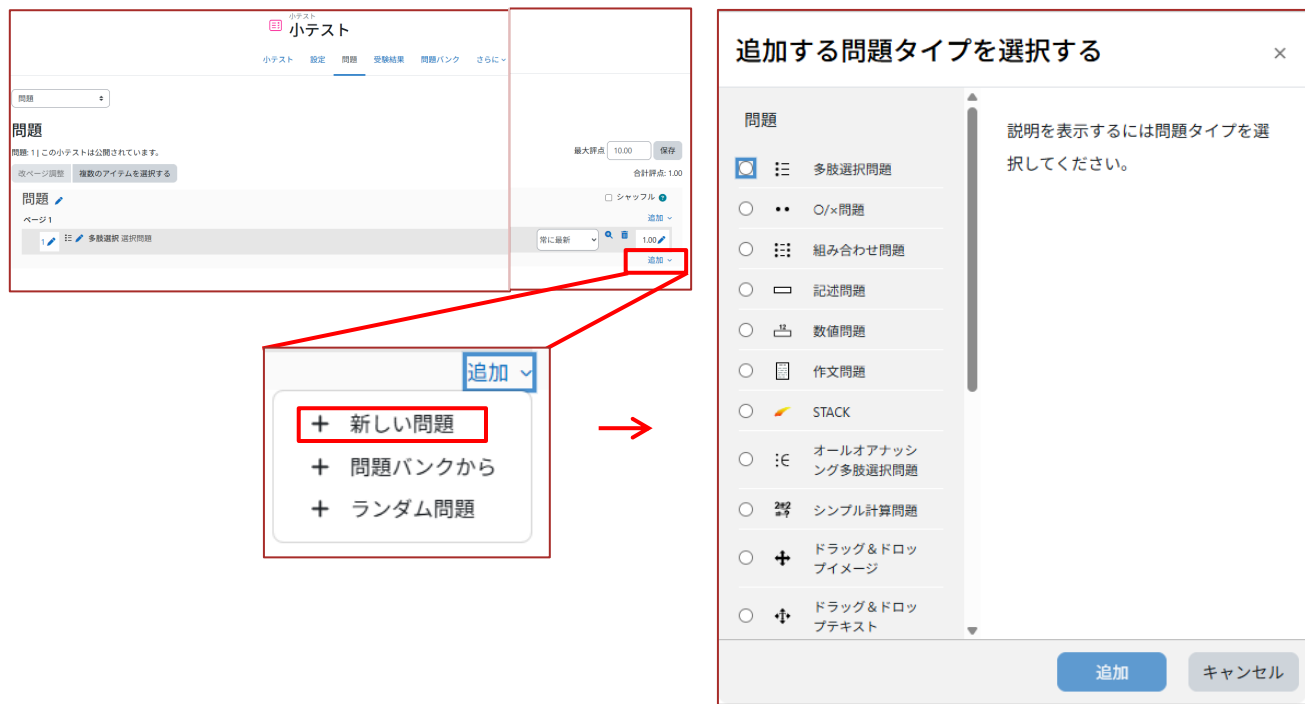 小テスト
小テスト
小テスト 設定 問題 受験結果 問題バンク さらに
問題
問題
問題: 1 | この小テストは公開されています。
最大評点 10.00 保存
改ページ調整 複数のアイテムを選択する
合計評点: 1.00
問題
シャッフル
ページ 1
追加
1 多肢選択 選択問題
常に最新 1.00
追加
追加
+ 新しい問題
+ 問題バンクから
+ ランダム問題
追加する問題タイプを選択する ×
問題
多肢選択問題
○/×問題
組み合わせ問題
記述問題
12 数値問題
作文問題
STACK
オールオアナッシ
ング多肢選択問題
シンプル計算問題
ドラッグ＆ドロッ
プイメージ
ドラッグ＆ドロッ
プテキスト
説明を表示するには問題タイプを選
択してください。
追加 キャンセル